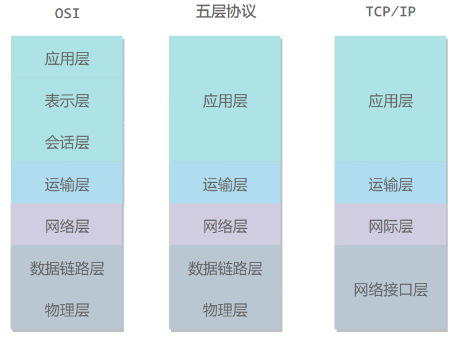 OSI
五层协议
TCP/IP
应用层
表示层
会话层
运输层
网络层
数据链路层
物理层
应用层
运输层
网络层
数据链路层
物理层
应用层
运输层
网际层
网络接口层